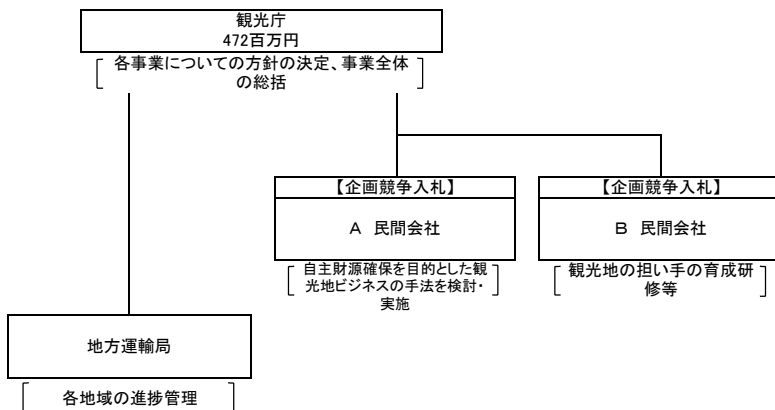 観光庁
472百万円
各事業についての方針の決定、事業全体
の総括
【企画競争入札】
A 民間会社
自主財源確保を目的とした観
光地ビジネスの手法を検討・
実施
【企画競争入札】
B 民間会社
観光地の担い手の育成研
修等
地方運輸局
各地域の進捗管理